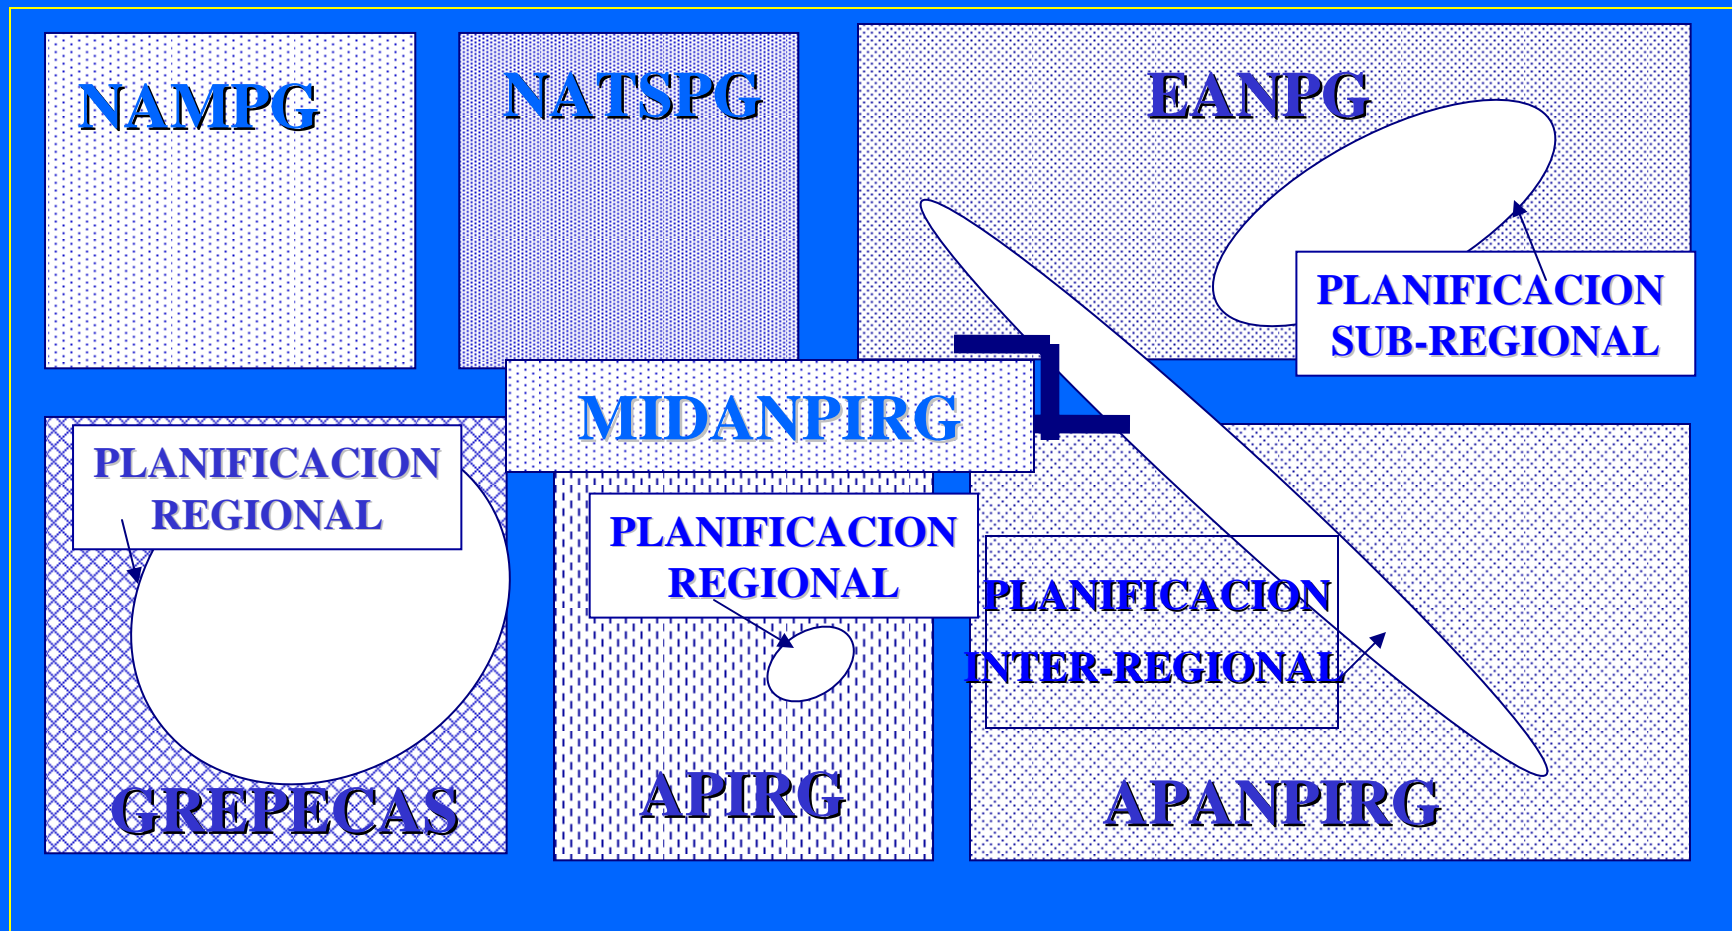 NAMPG
NATSPG
EANPG
PLANIFICACION
SUB-REGIONAL
MIDANPIRG
PLANIFICACION
REGIONAL
PLANIFICACION
REGIONAL
PLANIFICACION
INTER-REGIONAL
GREPECAS
APIRG
APANPIRG